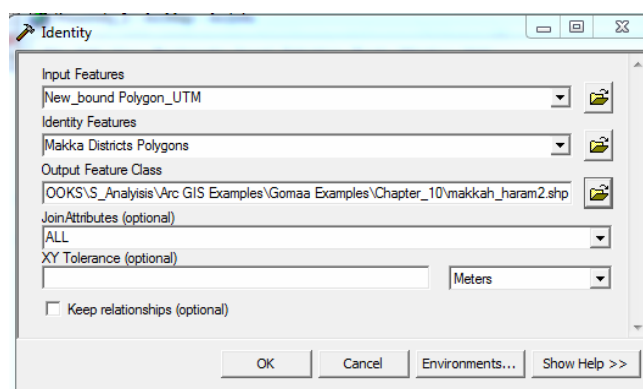 Identity
Input Features
New_bound Polygon_UTM
Identity Features
Makka Districts Polygons
Output Feature Class
OOKS\S_Analyisis\Arc GIS Examples\Gomaa Examples\Chapter_10\makkah_haram2.shp
JoinAttributes (optional)
ALL
XY Tolerance (optional)
Meters
Keep relationships (optional)
OK Cancel Environments... Show Help >>